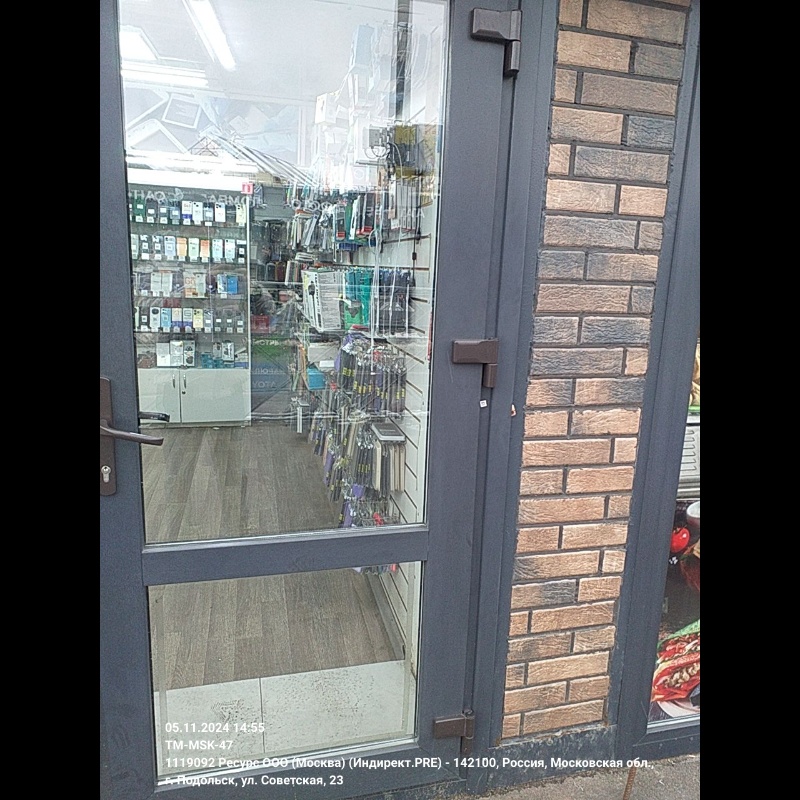 05.11.2024 14:55
TM-MSK-47
1119092 Ресурс ООО (Москва) (Индирект.PRE) - 142100, Россия, Московская обл.,
г. Подольск, ул. Советская, 23